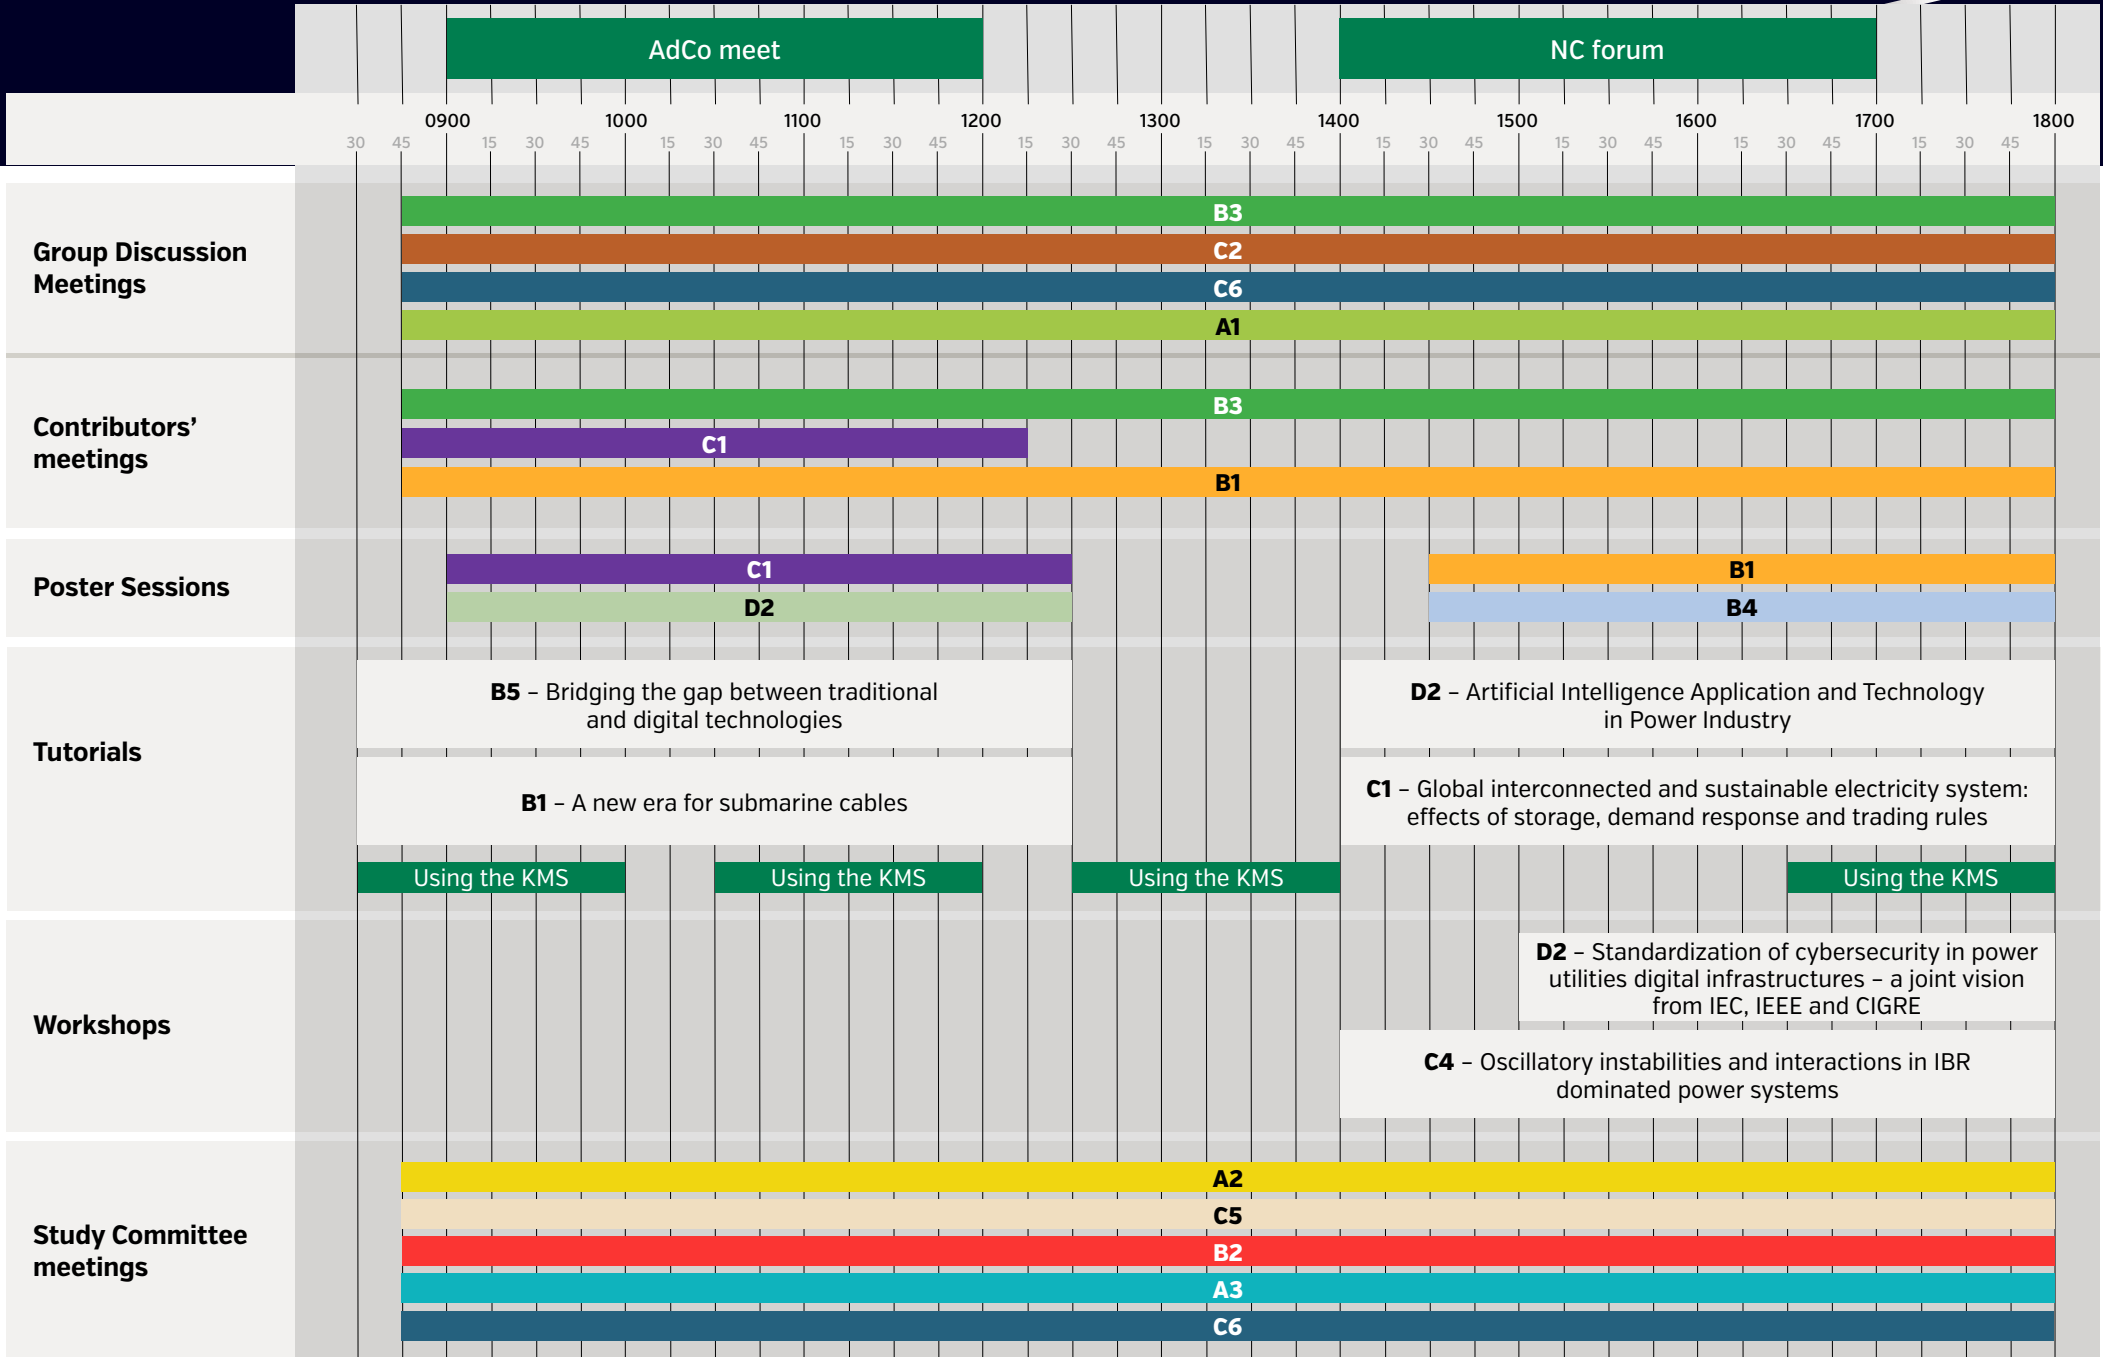 AdCo meet
NC forum
0900 1000 1100 1200 1300 1400 1500 1600 1700 1800
30 45 15 30 45 15 30 45 15 30 45 15 30 45 15 30 45 15 30 45 15 30 45 15 30 45 15 30 45
Group Discussion
Meetings
B3
C2
C6
A1
Contributors’
meetings
B3
C1
B1
Poster Sessions
C1
B1
D2
B4
Tutorials
B5 – Bridging the gap between traditional
and digital technologies
D2 – Artificial Intelligence Application and Technology
in Power Industry
B1 – A new era for submarine cables
C1 – Global interconnected and sustainable electricity system:
effects of storage, demand response and trading rules
Using the KMS
Using the KMS
Using the KMS
Using the KMS
Workshops
D2 – Standardization of cybersecurity in power
utilities digital infrastructures – a joint vision
from IEC, IEEE and CIGRE
C4 – Oscillatory instabilities and interactions in IBR
dominated power systems
Study Committee
meetings
A2
C5
B2
A3
C6